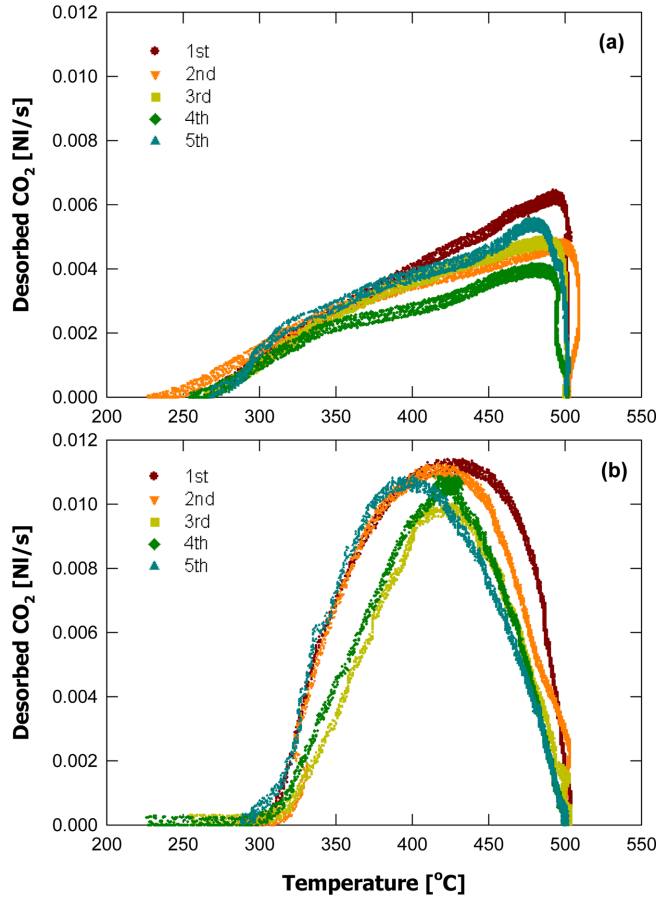 0.012
(a)
1st
0.010
2nd
3rd
4th
0.008
5th
0.006
0.004
0.002
0.000
200 250 300 350 400 450 500 550
Desorbed CO2 [Nl/s]
0.012
(b)
1st
0.010
2nd
3rd
4th
0.008
5th
0.006
0.004
0.002
0.000
200 250 300 350 400 450 500 550
Desorbed CO2 [Nl/s]
Temperature [oC]